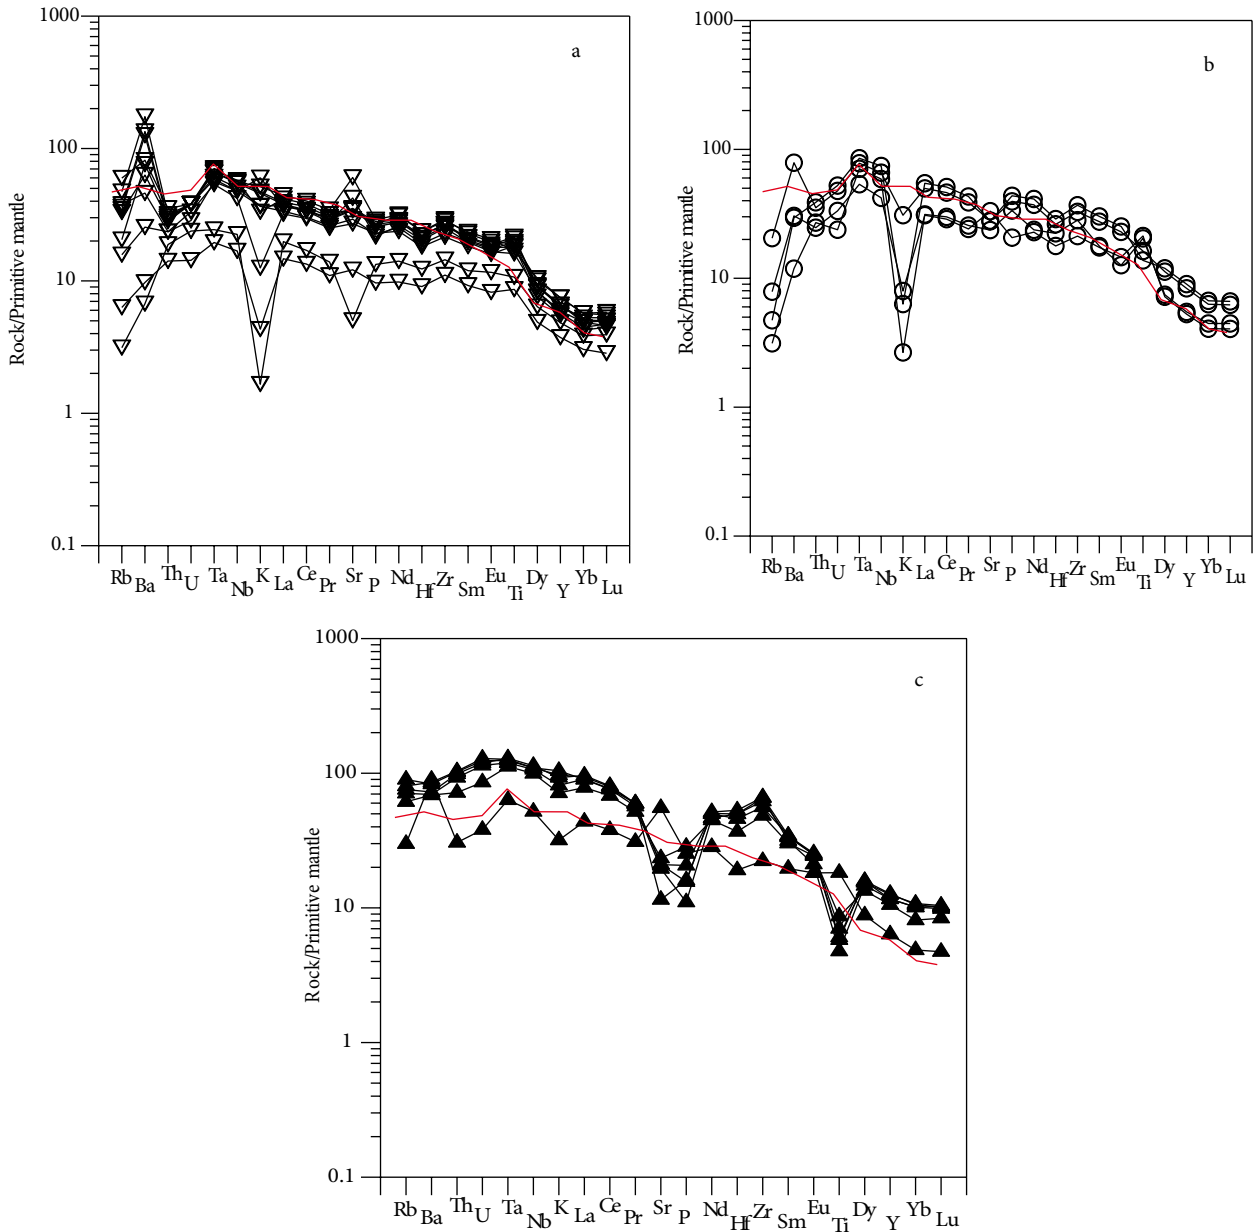 1000
a
100
10
1
0.1
Rock/Primitive mantle
Rb Ba Th U Ta Nb K La Ce Pr Sr P Nd Hf Zr Sm Eu Ti Dy Y Yb Lu
1000
b
100
10
1
0.1
Rock/Primitive mantle
Rb Ba Th U Ta Nb K La Ce Pr Sr P Nd Hf Zr Sm Eu Ti Dy Y Yb Lu
1000
c
100
10
1
0.1
Rock/Primitive mantle
Rb Ba Th U Ta Nb K La Ce Pr Sr P Nd Hf Zr Sm Eu Ti Dy Y Yb Lu